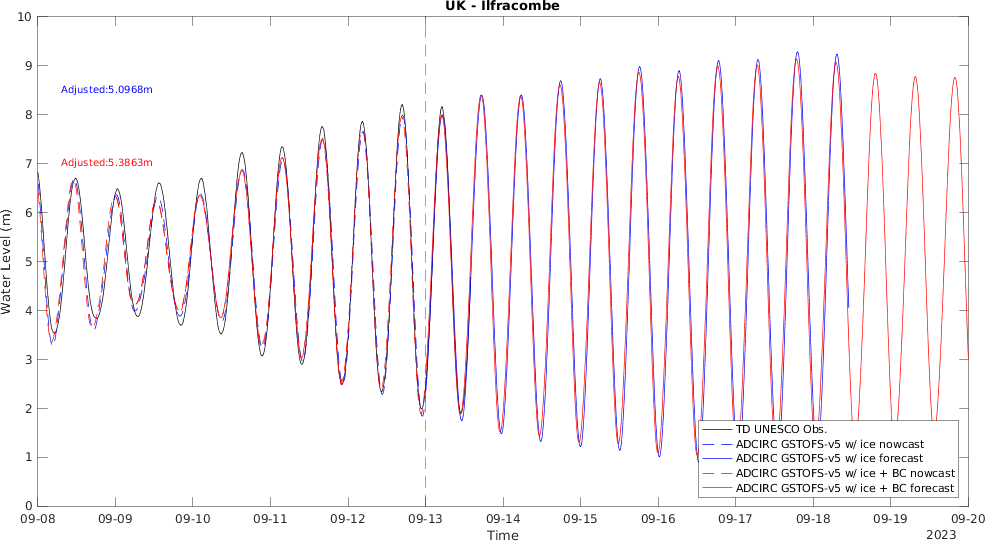 UK - Ilfracombe
10
9
8
7
6
5
4
3
2
1
0
Water Level (m)
Adjusted:5.0968m
Adjusted:5.3863m
TD UNESCO Obs.
ADCIRC GSTOFS-v5 w/ ice nowcast
ADCIRC GSTOFS-v5 w/ ice forecast
ADCIRC GSTOFS-v5 w/ ice + BC nowcast
ADCIRC GSTOFS-v5 w/ ice + BC forecast
09-08 09-09 09-10 09-11 09-12 09-13 09-14 09-15 09-16 09-17 09-18 09-19 09-20
Time
2023